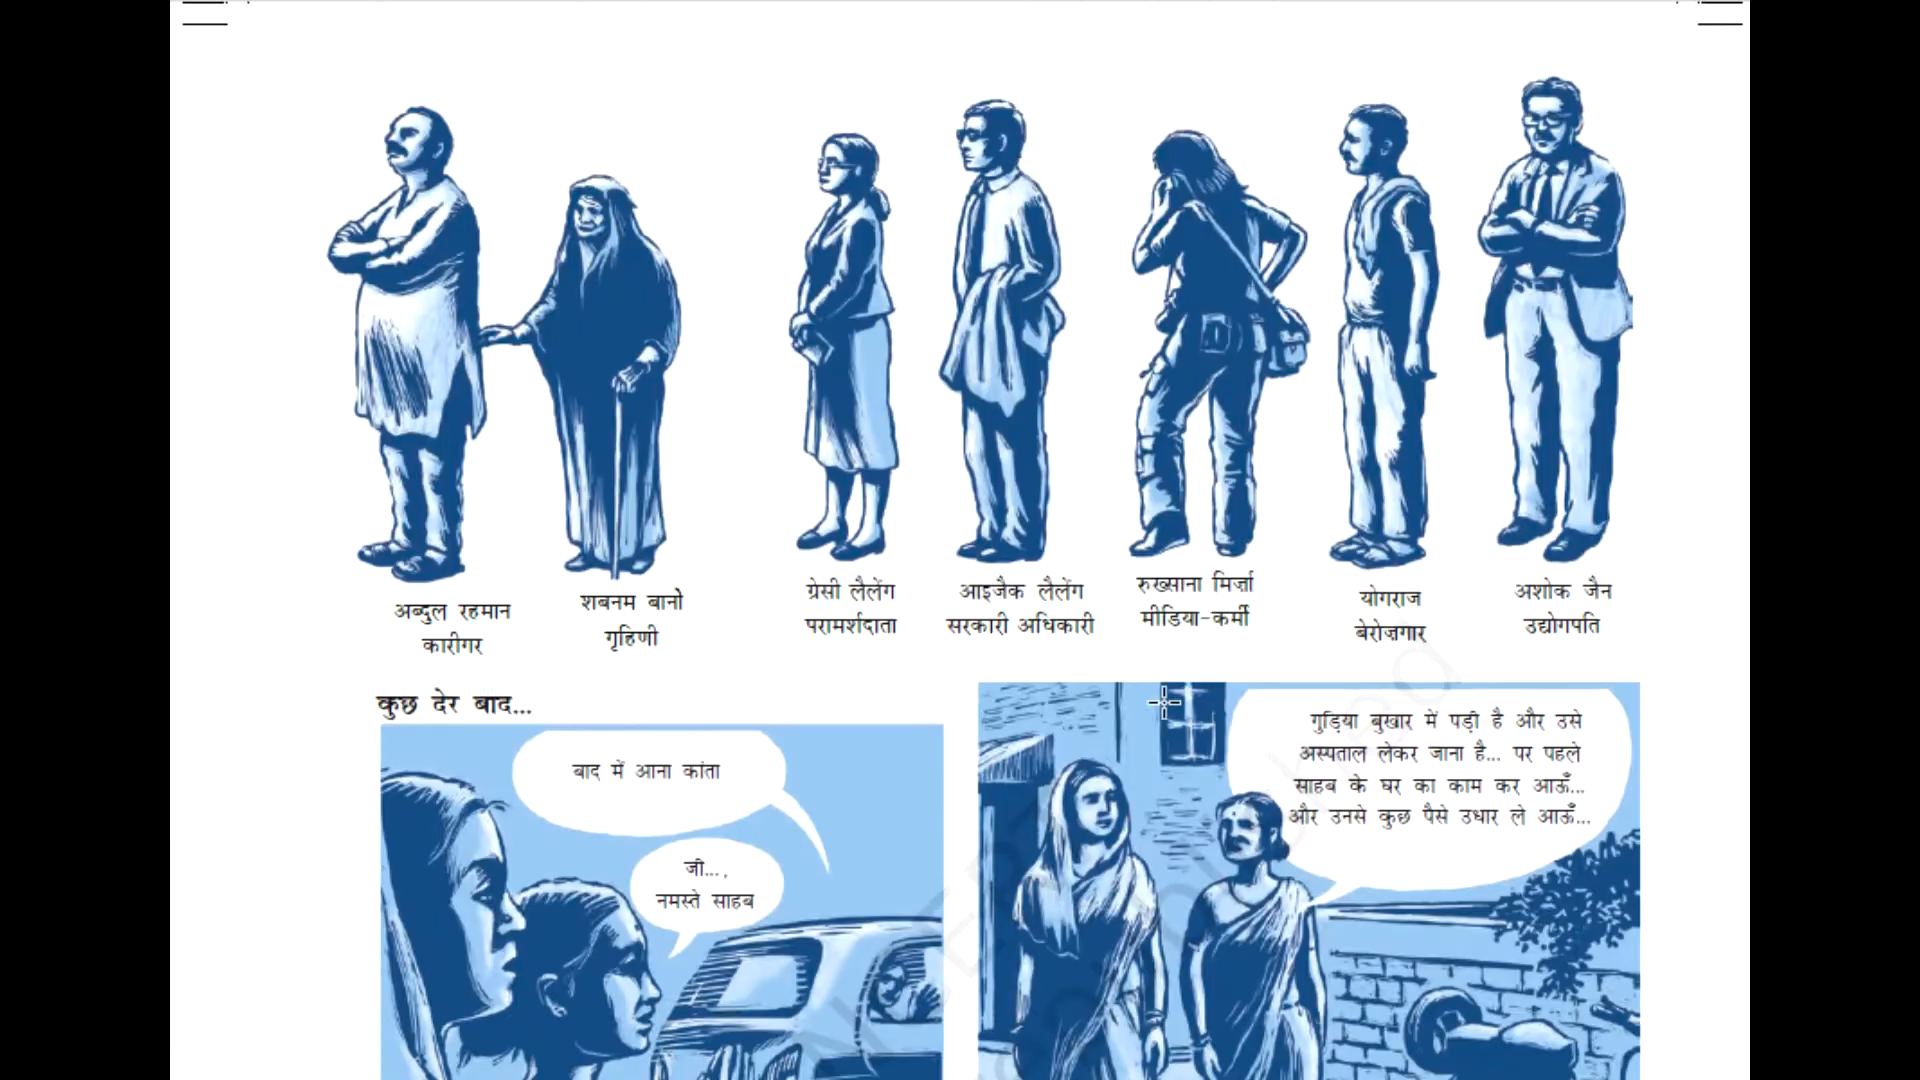 अब्दुल रहमान
कारीगर
शबनम बानो
गृहिणी
ग्रेसी लैलेंग
परामर्शदाता
आइजैक लैलेंग
सरकारी अधिकारी
रुख्साना मिर्ज़ा
मीडिया-कर्मी
योगराज
बेरोज़गार
अशोक जैन
उद्योगपति
कुछ देर बाद...
बाद में आना कांता
जी... ,
नमस्ते साहब
गुड़िया बुखार में पड़ी है और उसे
अस्पताल लेकर जाना है... पर पहले
साहब के घर का काम कर आऊँ...
और उनसे कुछ पैसे उधार ले आऊँ...